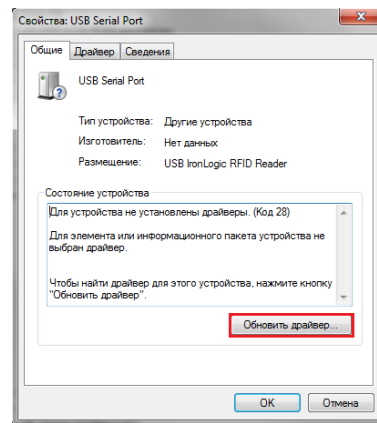 Свойства: USB Serial Port
Общие Драйвер Сведения
USB Serial Port
Тип устройства: Другие устройства
Изготовитель: Нет данных
Размещение: USB IronLogic RFID Reader
Состояние устройства
Для устройства не установлены драйверы. (Код 28)
Для элемента или информационного пакета устройства не
выбран драйвер.
Чтобы найти драйвер для этого устройства, нажмите кнопку
"Обновить драйвер".
Обновить драйвер...
OK Отмена